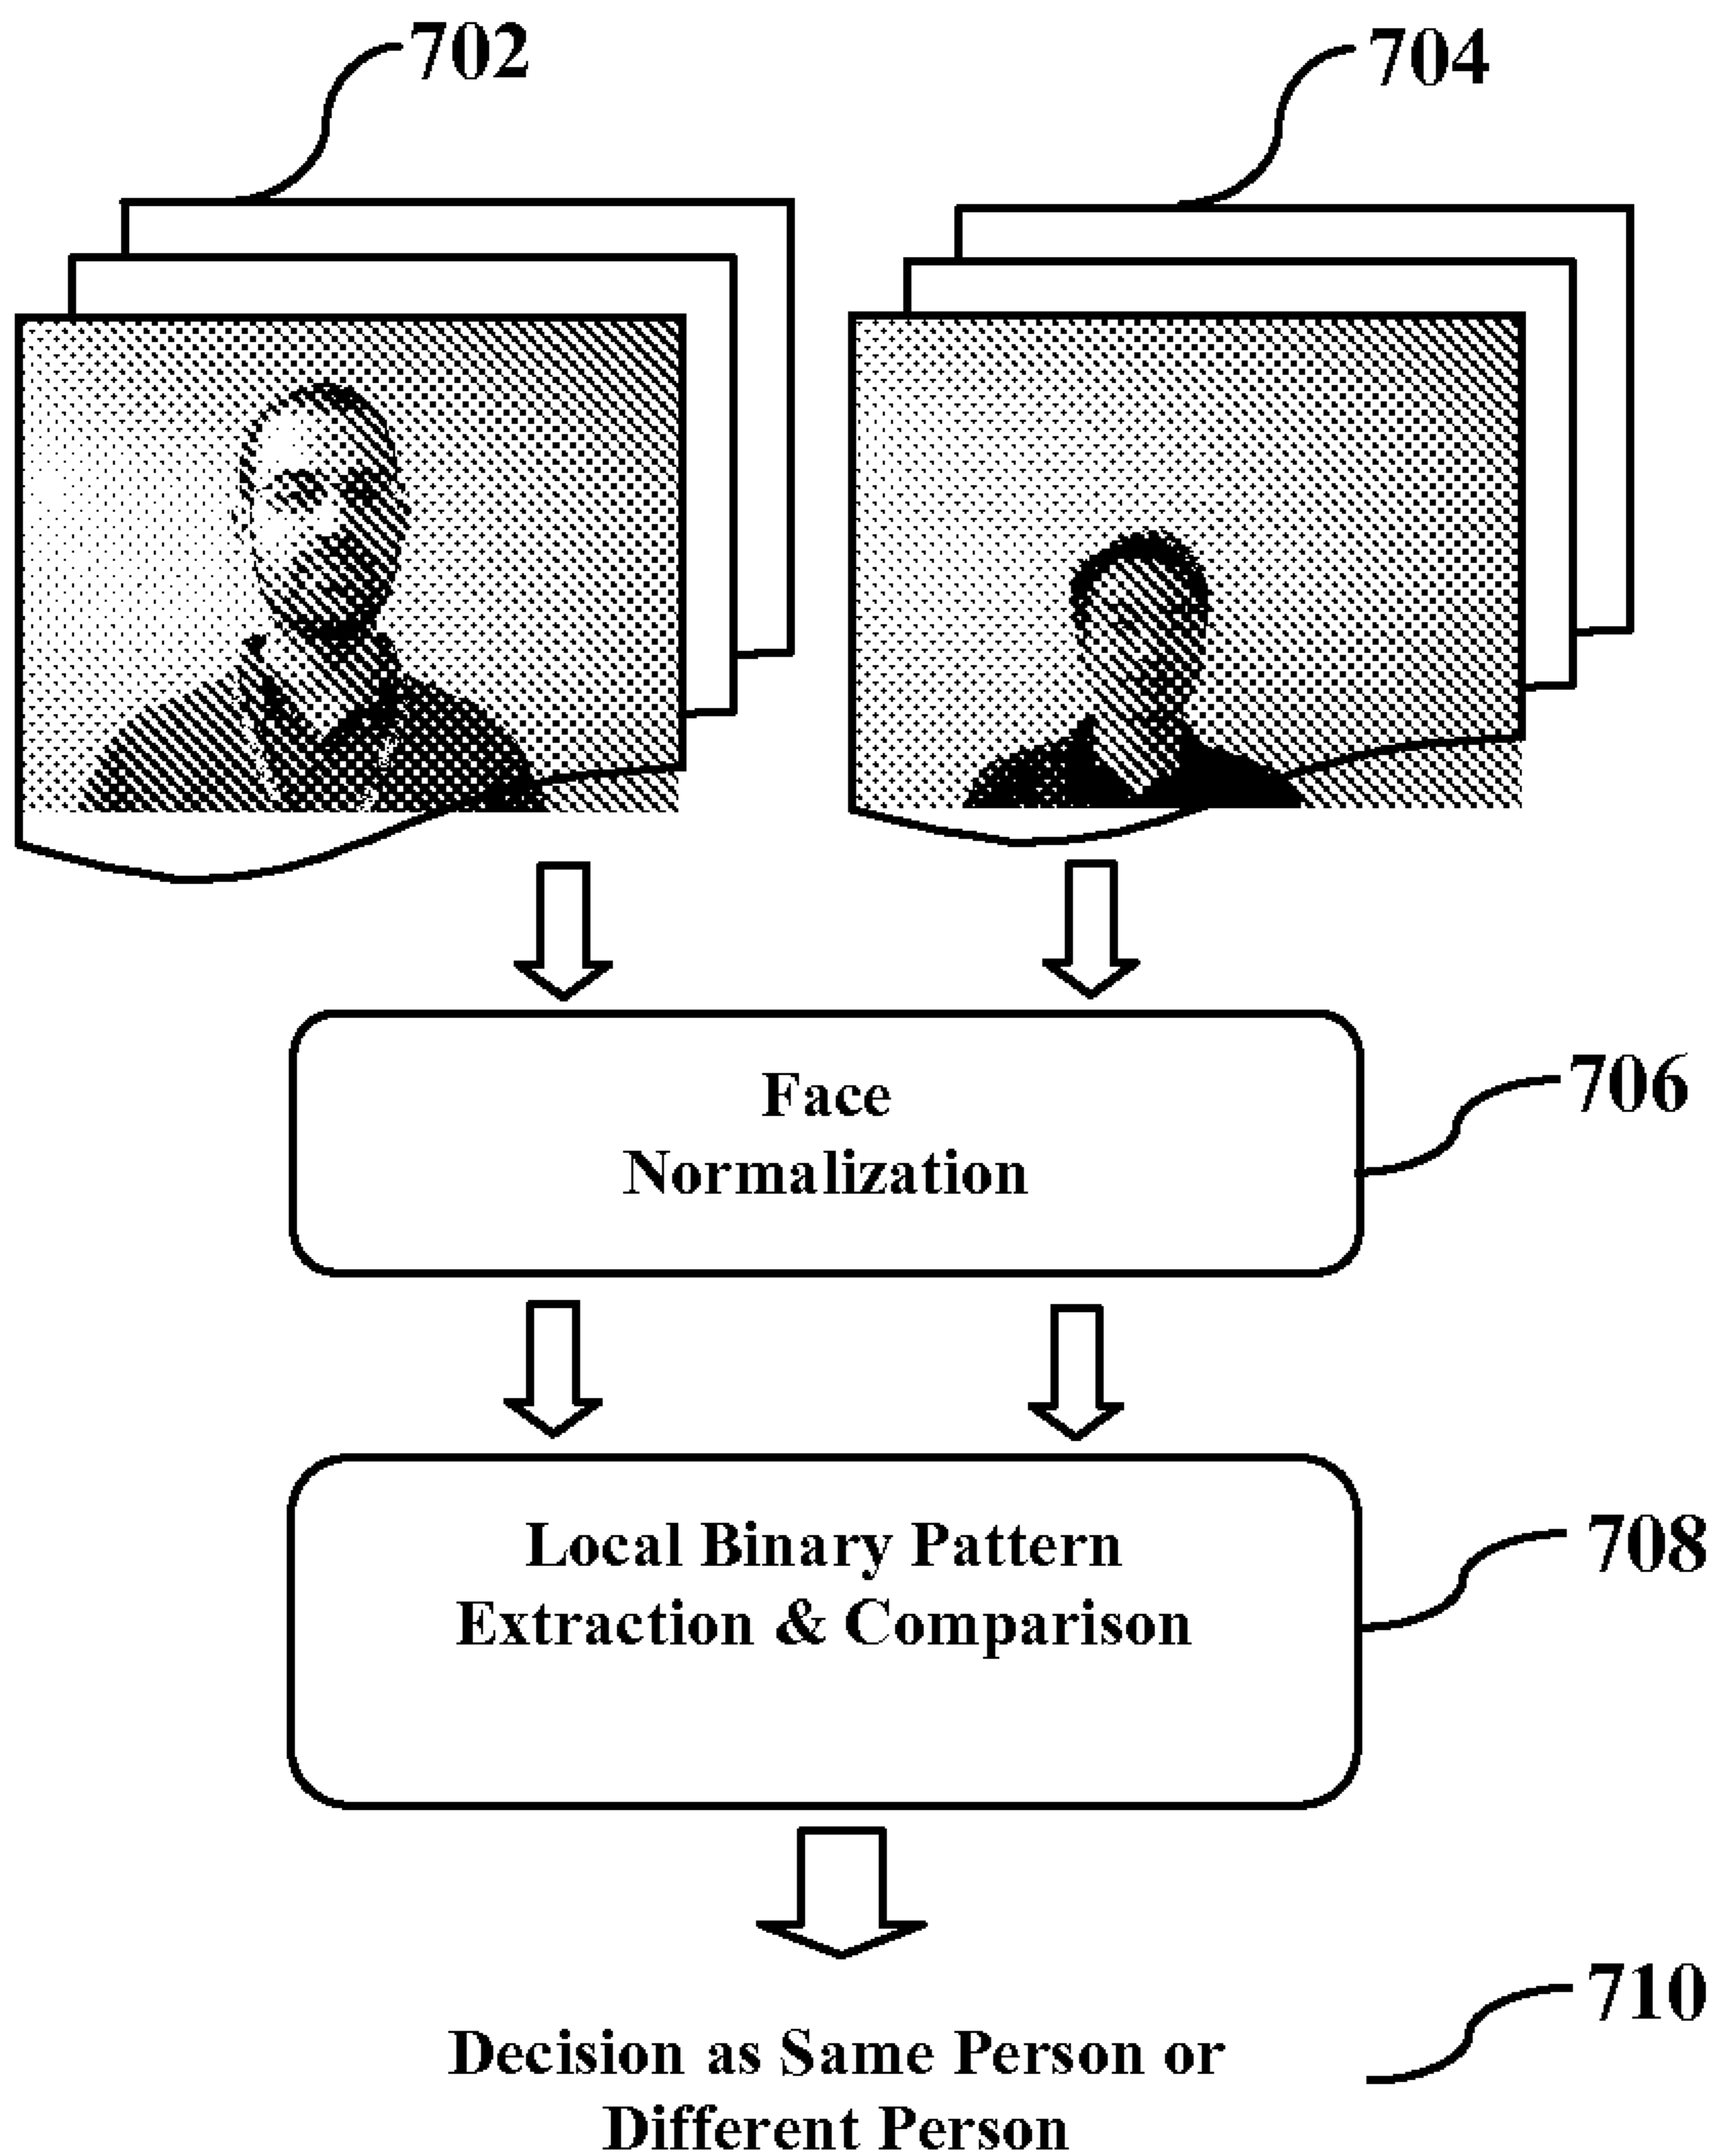 702
704
Face
Normalization
706
Local Binary Pattern
Extraction & Comparison
708
710
Decision as Same Person or
Different Person